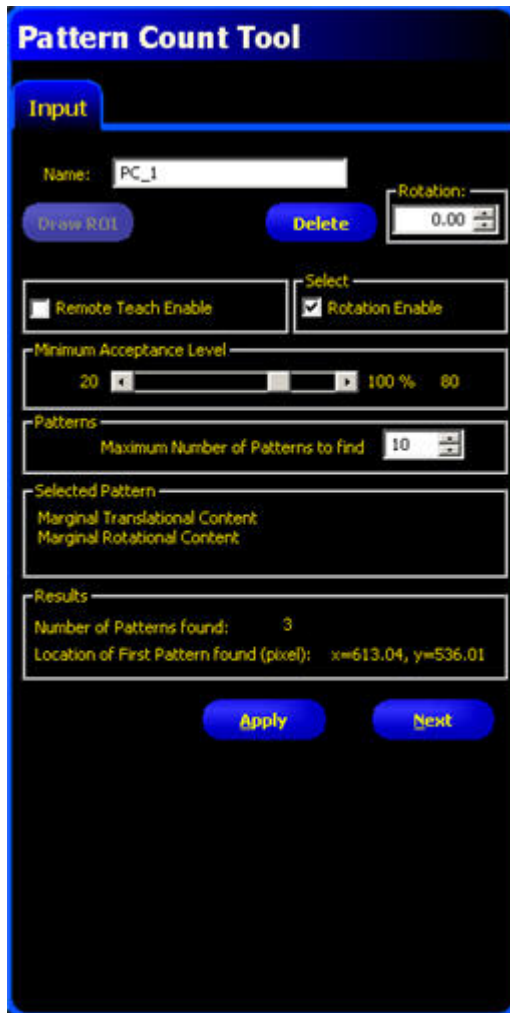 Pattern Count Tool
Input
Name: PC_1
Rotation:
Draw ROI Delete 0.00
Select
Remote Teach Enable Rotation Enable
Minimum Acceptance Level
20 100 % 80
Patterns
Maximum Number of Patterns to find 10
Selected Pattern
Marginal Translational Content
Marginal Rotational Content
Results
Number of Patterns found: 3
Location of First Pattern found (pixel): x=613.04, y=536.01
Apply Next